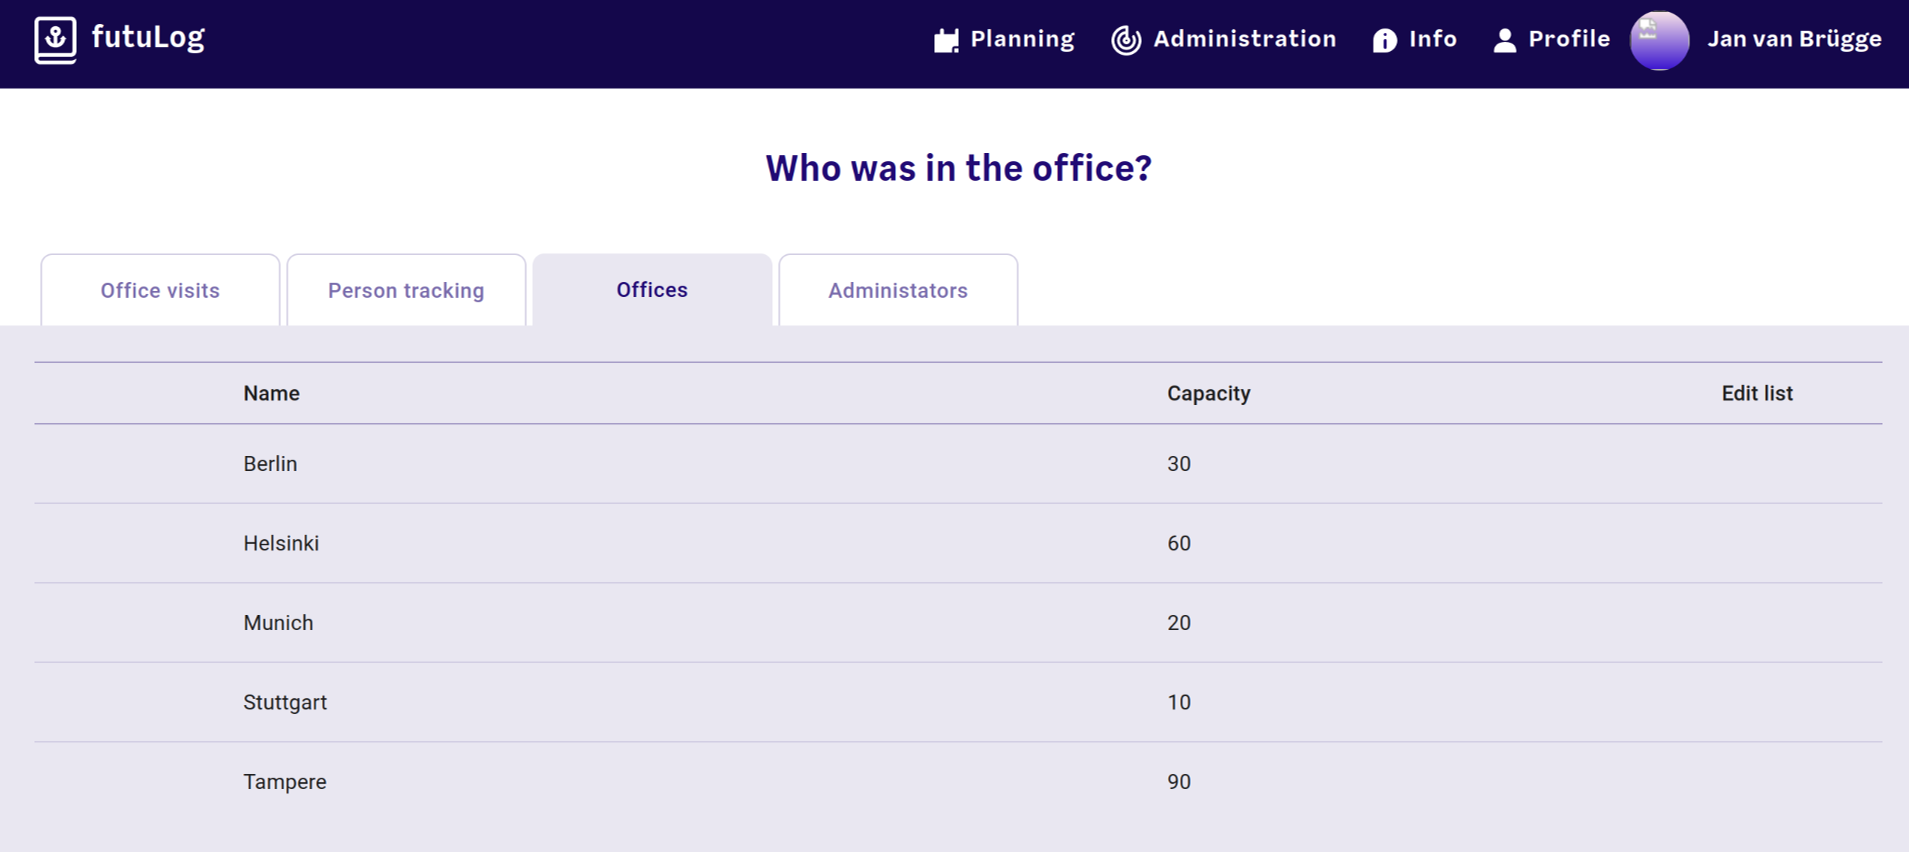 futuLog
Planning Administration Info Profile Jan van Brügge
Who was in the office?
Office visits Person tracking Offices Administators
Name Capacity Edit list
Berlin 30
Helsinki 60
Munich 20
Stuttgart 10
Tampere 90